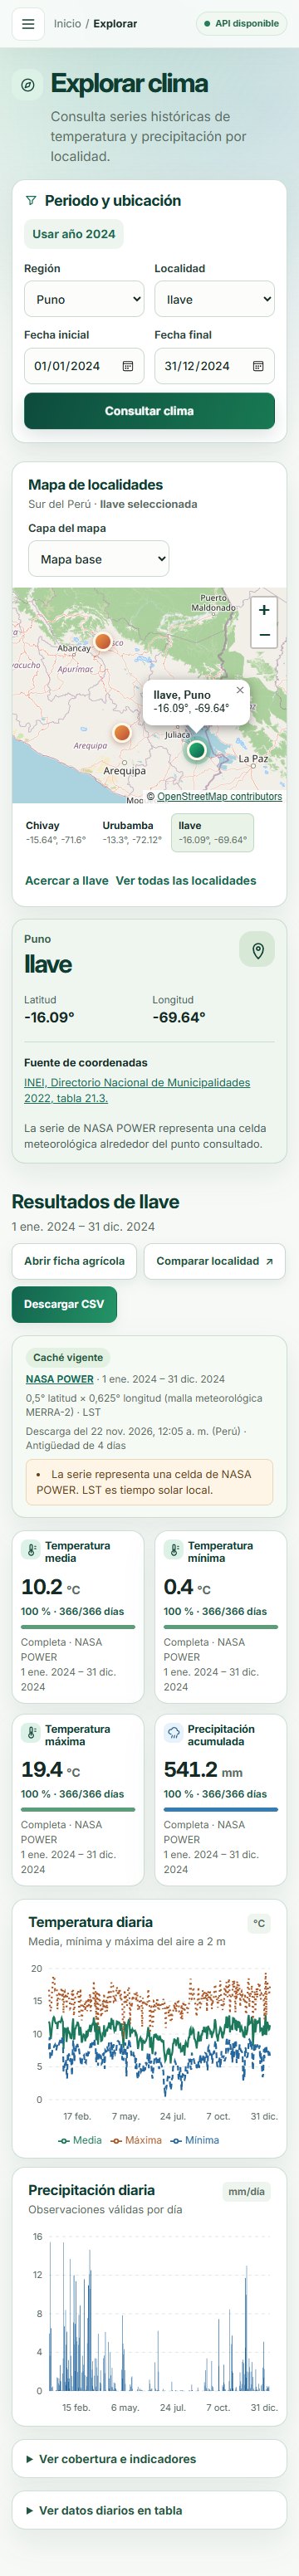 Inicio / Explorar
API disponible
Explorar clima
Consulta series históricas de
temperatura y precipitación por
localidad.
Periodo y ubicación
Usar año 2024
Región
Localidad
Puno
Ilave
Fecha inicial
Fecha final
01/01/2024
31/12/2024
Consultar clima
Mapa de localidades
Sur del Perú · Ilave seleccionada
Capa del mapa
Mapa base
Puerto
Maldonado
+
−
Abancay
sco
yacucho
Apurímac
Ilave, Puno
-16.09°, -69.64°
×
Juliaca
Arequipa
Arequipa
La Paz
Moq
© OpenStreetMap contributors
Chivay
-15.64°, -71.6°
Urubamba
-13.3°, -72.12°
Ilave
-16.09°, -69.64°
Acercar a Ilave
Ver todas las localidades
Puno
Ilave
Latitud
Longitud
-16.09°
-69.64°
Fuente de coordenadas
INEI, Directorio Nacional de Municipalidades
2022, tabla 21.3.
La serie de NASA POWER representa una celda
meteorológica alrededor del punto consultado.
Resultados de Ilave
1 ene. 2024 – 31 dic. 2024
Abrir ficha agrícola
Comparar localidad ↗
Descargar CSV
Caché vigente
NASA POWER · 1 ene. 2024 – 31 dic. 2024
0,5° latitud × 0,625° longitud (malla meteorológica
MERRA-2) · LST
Descarga del 22 nov. 2026, 12:05 a. m. (Perú) ·
Antigüedad de 4 días
• La serie representa una celda de NASA
POWER. LST es tiempo solar local.
Temperatura
media
10.2 °C
100 % · 366/366 días
Completa · NASA
POWER
1 ene. 2024 – 31 dic.
2024
Temperatura
mínima
0.4 °C
100 % · 366/366 días
Completa · NASA
POWER
1 ene. 2024 – 31 dic.
2024
Temperatura
máxima
19.4 °C
100 % · 366/366 días
Completa · NASA
POWER
1 ene. 2024 – 31 dic.
2024
Precipitación
acumulada
541.2 mm
100 % · 366/366 días
Completa · NASA
POWER
1 ene. 2024 – 31 dic.
2024
Temperatura diaria
°C
Media, mínima y máxima del aire a 2 m
20
15
10
5
0
17 feb.
7 may.
24 jul.
7 oct.
31 dic.
Media
Máxima
Mínima
Precipitación diaria
mm/día
Observaciones válidas por día
16
12
8
4
0
15 feb.
6 may.
24 jul.
7 oct.
31 dic.
Ver cobertura e indicadores
Ver datos diarios en tabla